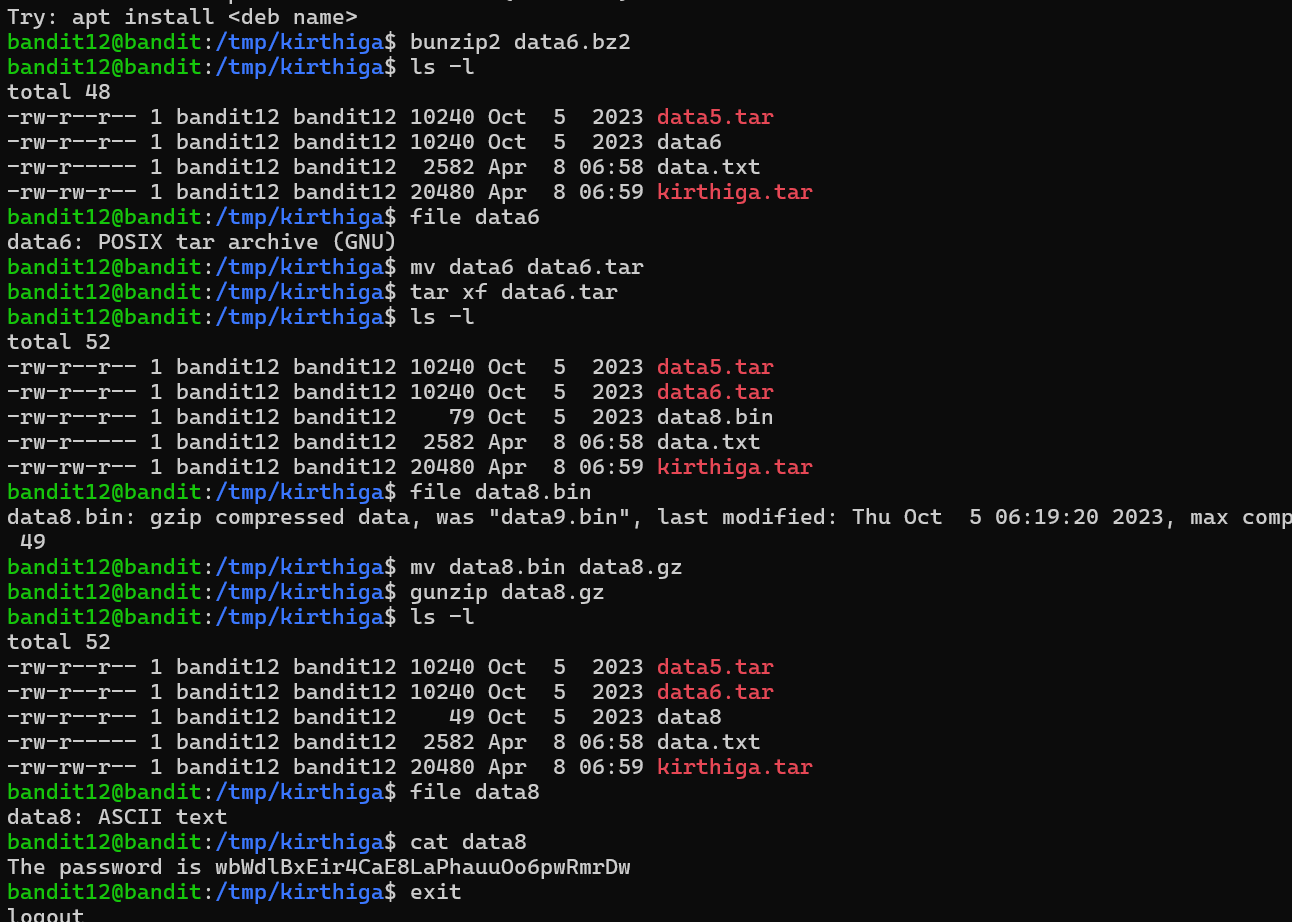 Try: apt install <deb name>
bandit12@bandit:/tmp/kirthiga$ bunzip2 data6.bz2
bandit12@bandit:/tmp/kirthiga$ ls -l
total 48
-rw-r--r-- 1 bandit12 bandit12 10240 Oct  5  2023 data5.tar
-rw-r--r-- 1 bandit12 bandit12 10240 Oct  5  2023 data6
-rw-r----- 1 bandit12 bandit12  2582 Apr  8 06:58 data.txt
-rw-rw-r-- 1 bandit12 bandit12 20480 Apr  8 06:59 kirthiga.tar
bandit12@bandit:/tmp/kirthiga$ file data6
data6: POSIX tar archive (GNU)
bandit12@bandit:/tmp/kirthiga$ mv data6 data6.tar
bandit12@bandit:/tmp/kirthiga$ tar xf data6.tar
bandit12@bandit:/tmp/kirthiga$ ls -l
total 52
-rw-r--r-- 1 bandit12 bandit12 10240 Oct  5  2023 data5.tar
-rw-r--r-- 1 bandit12 bandit12 10240 Oct  5  2023 data6.tar
-rw-r--r-- 1 bandit12 bandit12    79 Oct  5  2023 data8.bin
-rw-r----- 1 bandit12 bandit12  2582 Apr  8 06:58 data.txt
-rw-rw-r-- 1 bandit12 bandit12 20480 Apr  8 06:59 kirthiga.tar
bandit12@bandit:/tmp/kirthiga$ file data8.bin
data8.bin: gzip compressed data, was "data9.bin", last modified: Thu Oct  5 06:19:20 2023, max comp
 49
bandit12@bandit:/tmp/kirthiga$ mv data8.bin data8.gz
bandit12@bandit:/tmp/kirthiga$ gunzip data8.gz
bandit12@bandit:/tmp/kirthiga$ ls -l
total 52
-rw-r--r-- 1 bandit12 bandit12 10240 Oct  5  2023 data5.tar
-rw-r--r-- 1 bandit12 bandit12 10240 Oct  5  2023 data6.tar
-rw-r--r-- 1 bandit12 bandit12    49 Oct  5  2023 data8
-rw-r----- 1 bandit12 bandit12  2582 Apr  8 06:58 data.txt
-rw-rw-r-- 1 bandit12 bandit12 20480 Apr  8 06:59 kirthiga.tar
bandit12@bandit:/tmp/kirthiga$ file data8
data8: ASCII text
bandit12@bandit:/tmp/kirthiga$ cat data8
The password is wbWdlBxEir4CaE8LaPhauuOo6pwRmrDw
bandit12@bandit:/tmp/kirthiga$ exit
logout